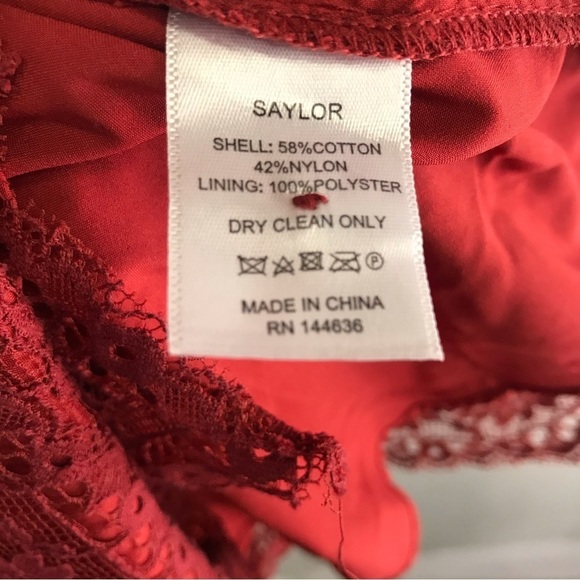 SAYLOR
SHELL: 58%COTTON
42%NYLON
LINING: 100%POLYSTER
DRY CLEAN ONLY
P
MADE IN CHINA
RN 144636